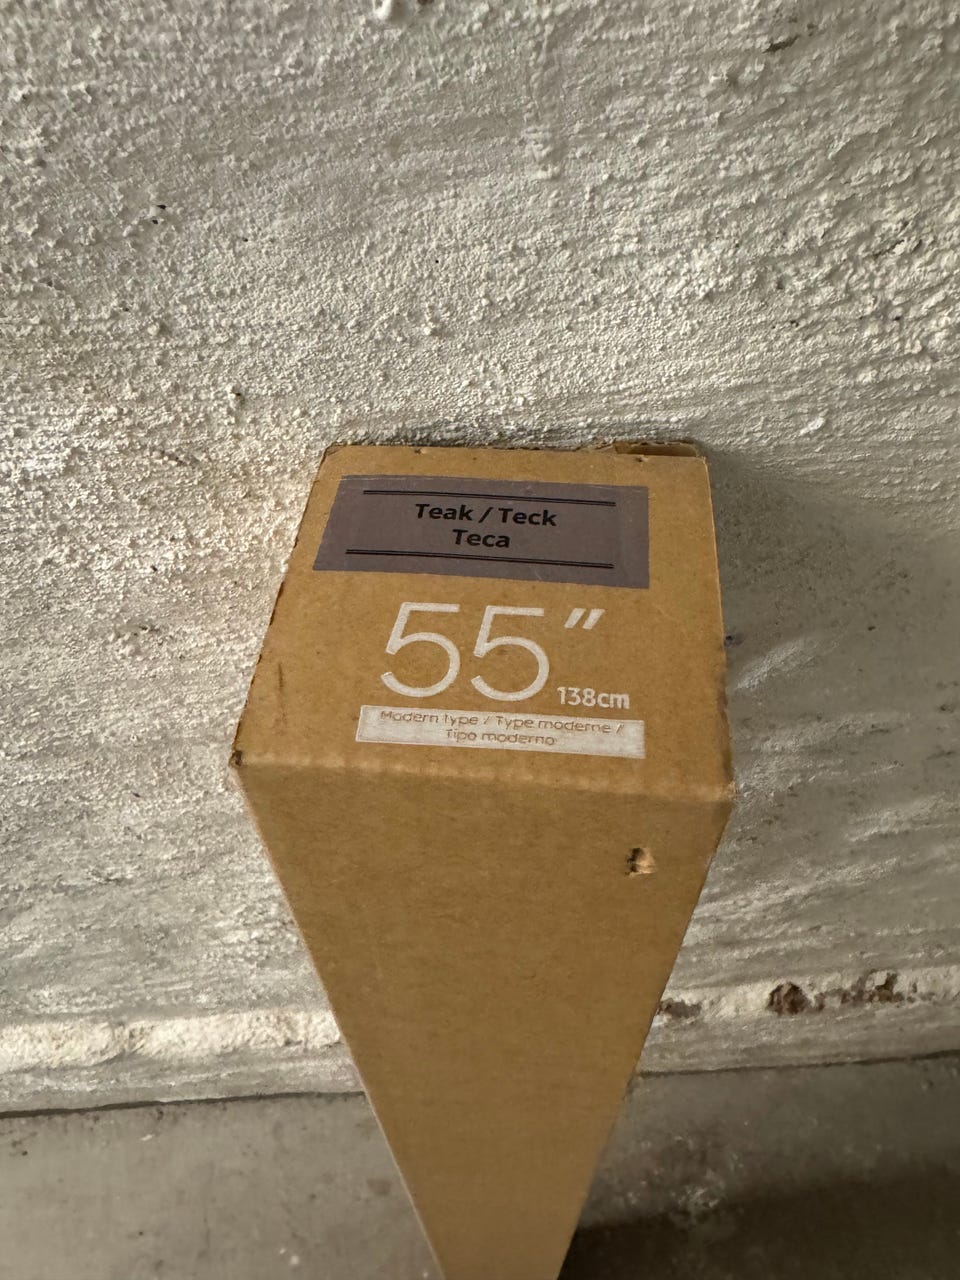 Teak / Teck
Teca
55"
138cm
Modern type / Type moderne /
Tipo moderno